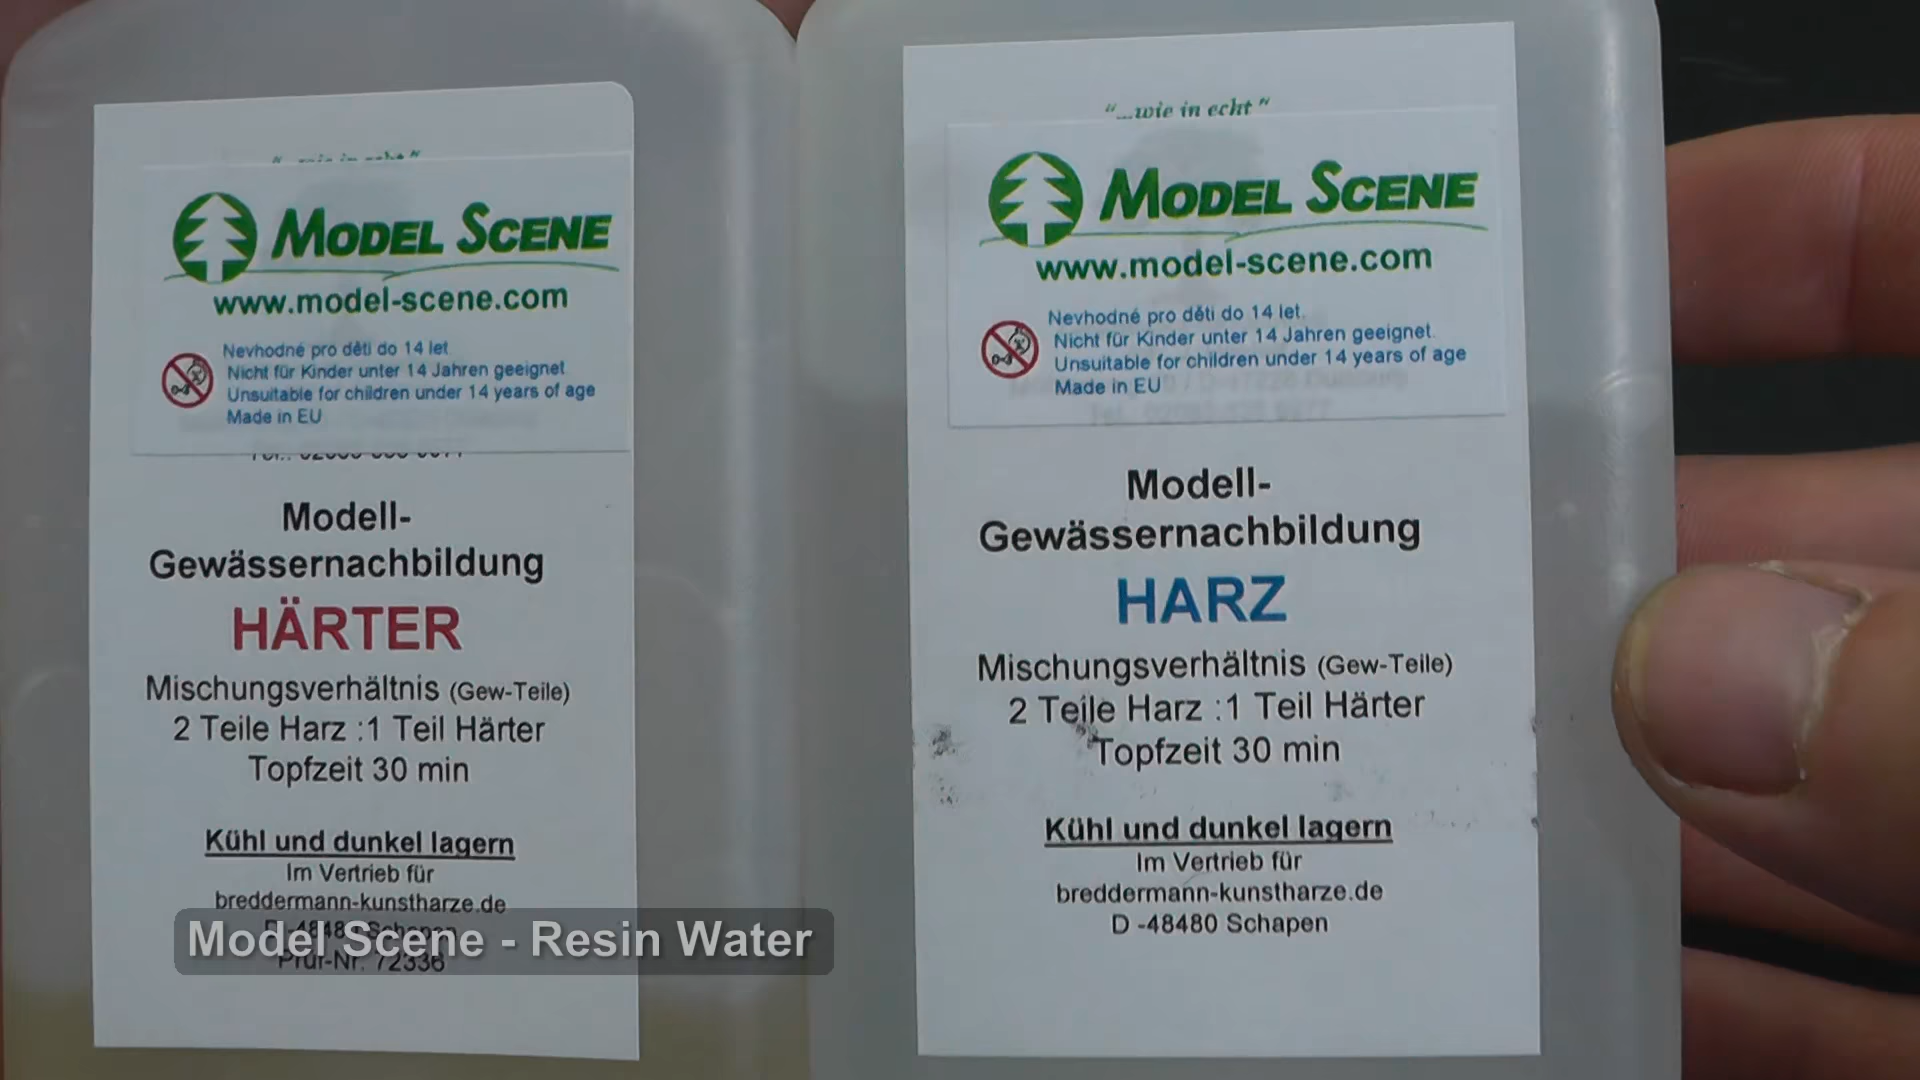 MODEL SCENE
www.model-scene.com
Nevhodné pro děti do 14 let.
Nicht für Kinder unter 14 Jahren geeignet.
Unsuitable for children under 14 years of age
Made in EU
Modell-
Gewässernachbildung
HÄRTER
Mischungsverhältnis (Gew-Teile)
2 Teile Harz :1 Teil Härter
Topfzeit 30 min
Kühl und dunkel lagern
Im Vertrieb für
breddermann-kunstharze.de
D -48480 Schapen
Prüf-Nr. 72336
Model Scene - Resin Water
"...wie in echt"
MODEL SCENE
www.model-scene.com
Nevhodné pro děti do 14 let.
Nicht für Kinder unter 14 Jahren geeignet.
Unsuitable for children under 14 years of age
Made in EU
Modell-
Gewässernachbildung
HARZ
Mischungsverhältnis (Gew-Teile)
2 Teile Harz :1 Teil Härter
Topfzeit 30 min
Kühl und dunkel lagern
Im Vertrieb für
breddermann-kunstharze.de
D -48480 Schapen